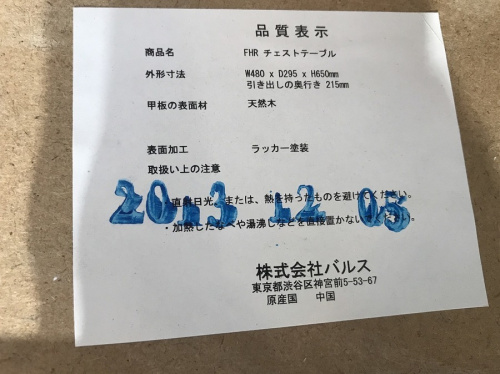 品質表示
商品名 FHR チェストテーブル
外形寸法 W480 x D295 x H650mm
引き出しの奥行き 215mm
甲板の表面材 天然木
表面加工 ラッカー塗装
取扱い上の注意
・直射日光、または、熱を持ったものを避けてください。
2013 12 05
・加熱したなべや湯沸しなどを直接置かないでください。
株式会社バルス
東京都渋谷区神宮前5-53-67
原産国 中国